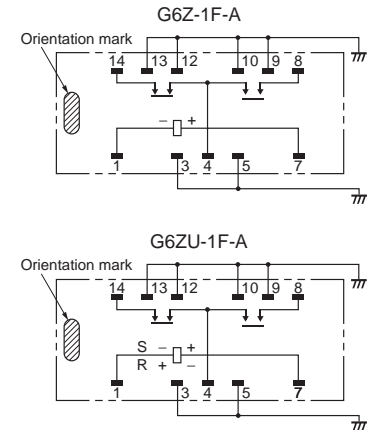 G6Z-1F-A
Orientation mark
14 13 12 10 9 8
− +
1 3 4 5 7
G6ZU-1F-A
Orientation mark
14 13 12 10 9 8
S − +
R + −
1 3 4 5 7